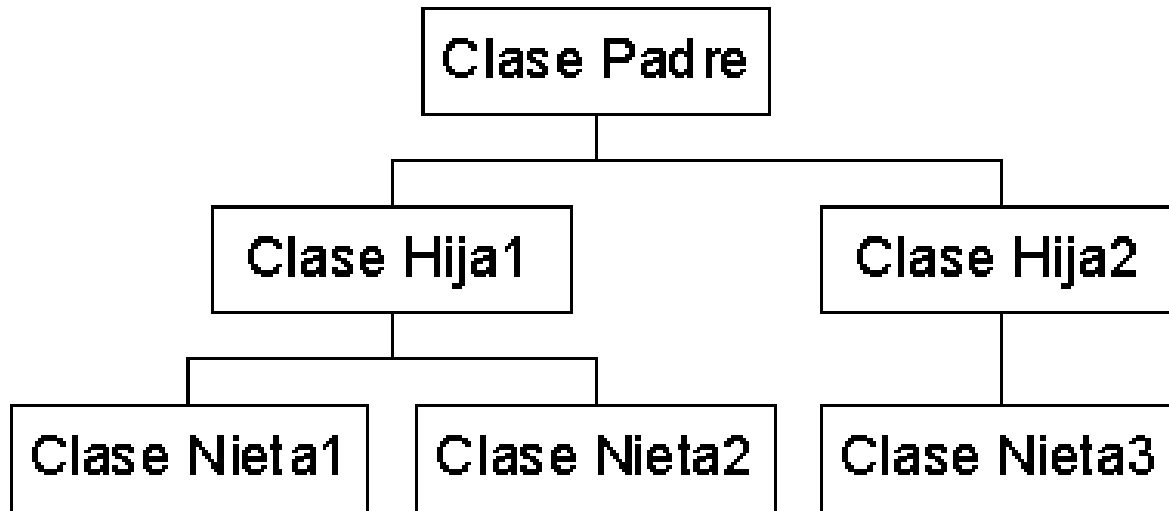 Clase Padre
Clase Hija1
Clase Hija2
Clase Nieta1
Clase Nieta2
Clase Nieta3